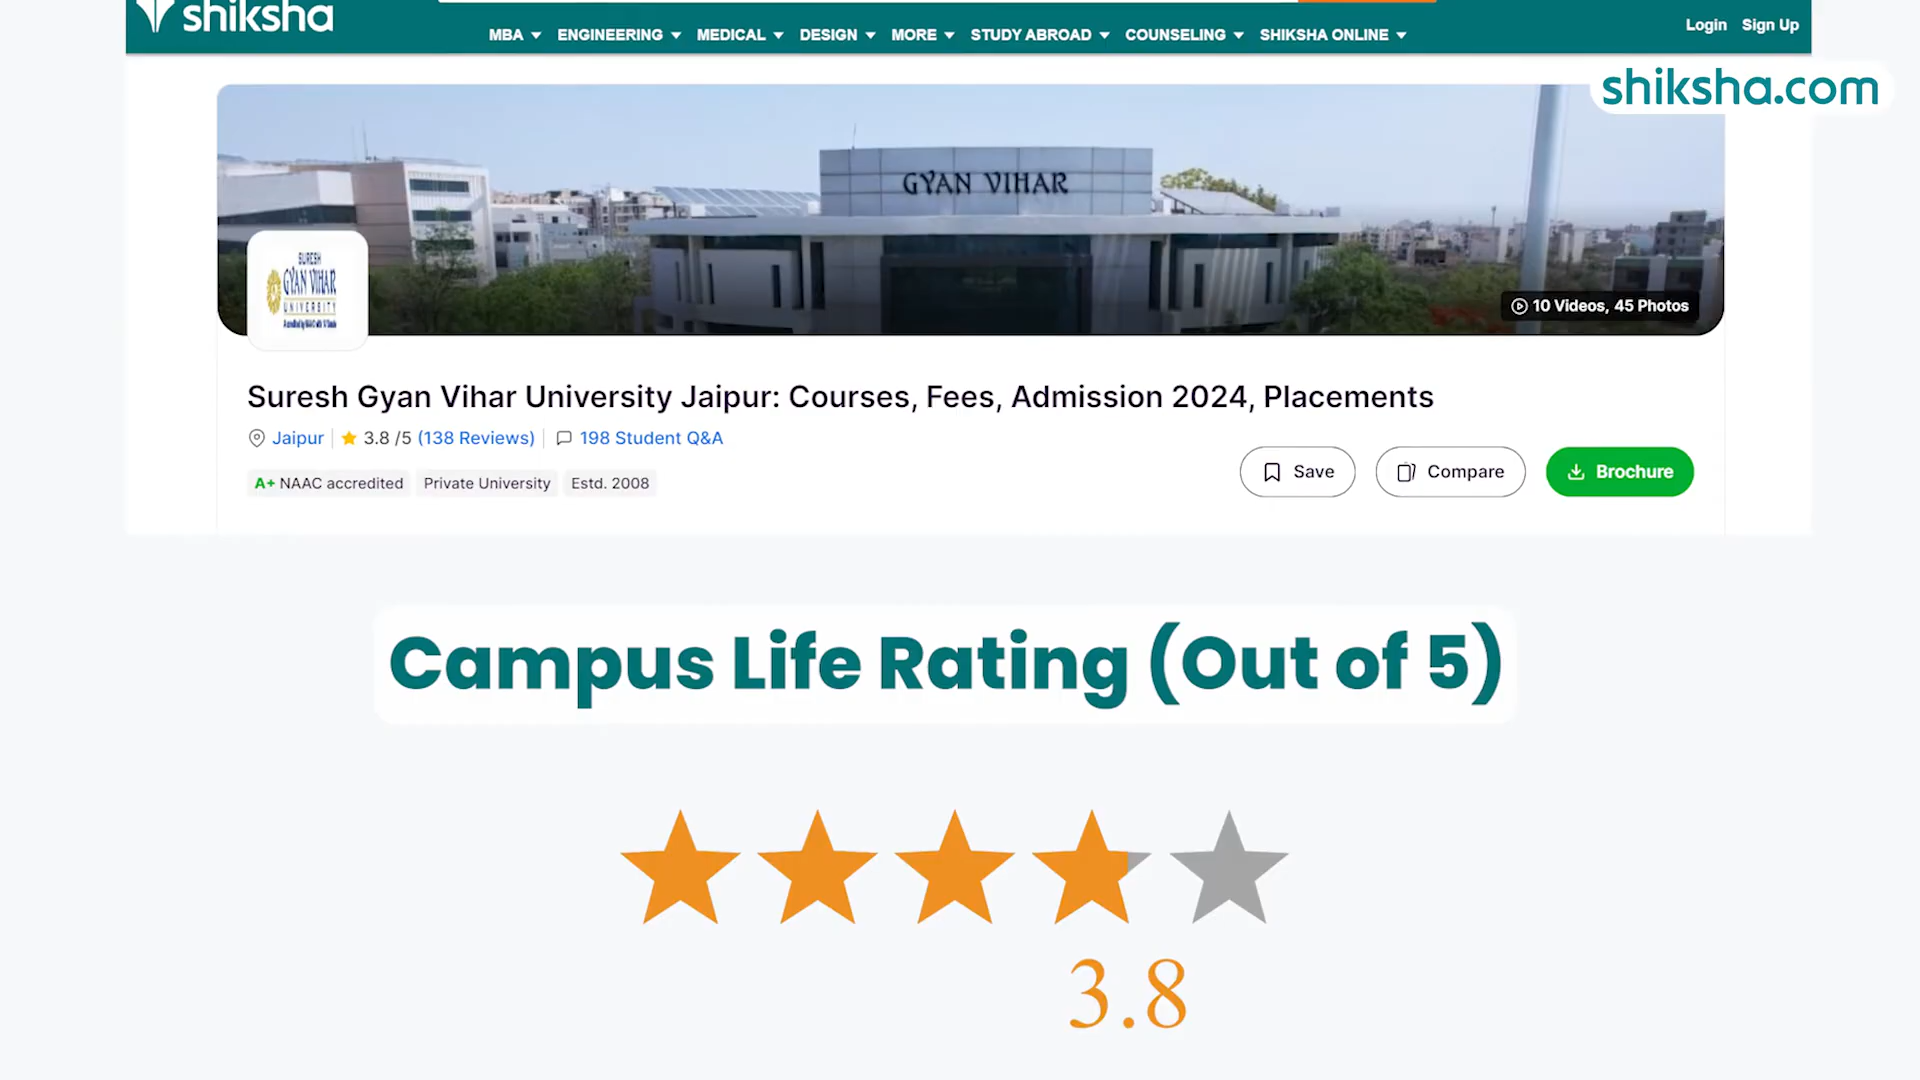 shiksha
MBA ENGINEERING MEDICAL DESIGN MORE STUDY ABROAD COUNSELING SHIKSHA ONLINE
Login Sign Up
shiksha.com
GYAN VIHAR
SURESH
GYAN VIHAR
UNIVERSITY
10 Videos, 45 Photos
Suresh Gyan Vihar University Jaipur: Courses, Fees, Admission 2024, Placements
Jaipur 3.8 /5 (138 Reviews) 198 Student Q&A
A+ NAAC accredited Private University Estd. 2008
Save Compare Brochure
Campus Life Rating (Out of 5)
3.8